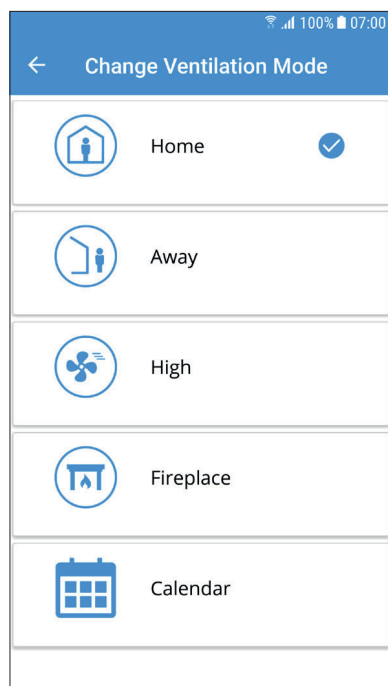 100% 07:00
Change Ventilation Mode
Home
Away
High
Fireplace
Calendar